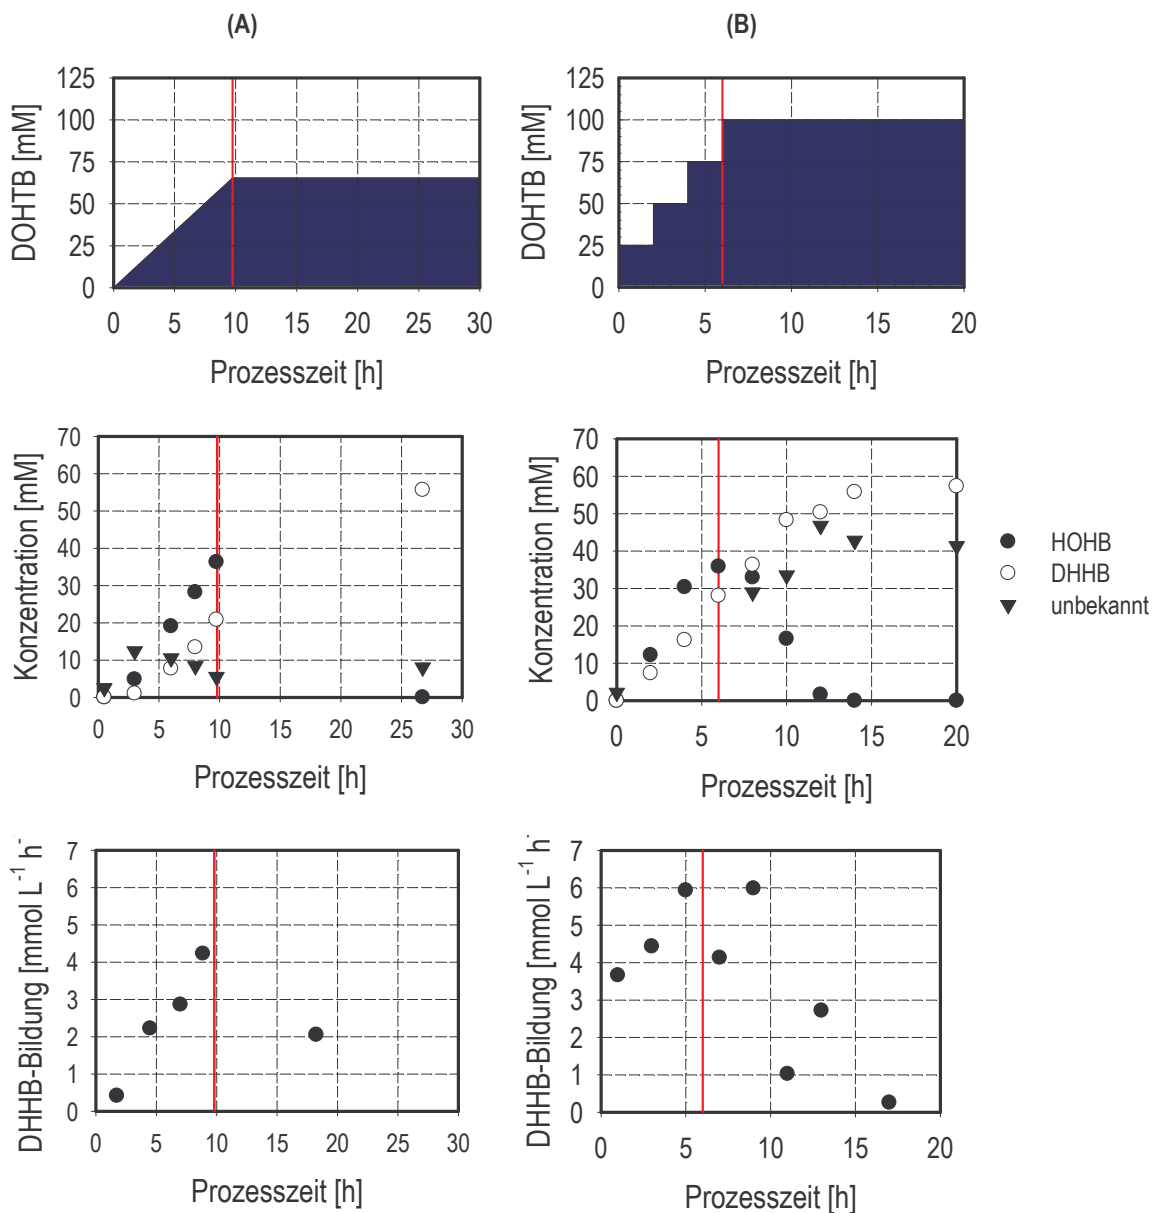 (A)
(B)
DOHTB [mM]
125
100
75
50
25
0
0 5 10 15 20 25 30
Prozesszeit [h]
DOHTB [mM]
125
100
75
50
25
0
0 5 10 15 20
Prozesszeit [h]
Konzentration [mM]
70
60
50
40
30
20
10
0
0 5 10 15 20 25 30
Prozesszeit [h]
Konzentration [mM]
70
60
50
40
30
20
10
0
0 5 10 15 20
Prozesszeit [h]
HOHB
DHHB
unbekannt
DHHB-Bildung [mmol L⁻¹ h⁻
7
6
5
4
3
2
1
0
0 5 10 15 20 25 30
Prozesszeit [h]
DHHB-Bildung [mmol L⁻¹ h⁻
7
6
5
4
3
2
1
0
0 5 10 15 20
Prozesszeit [h]